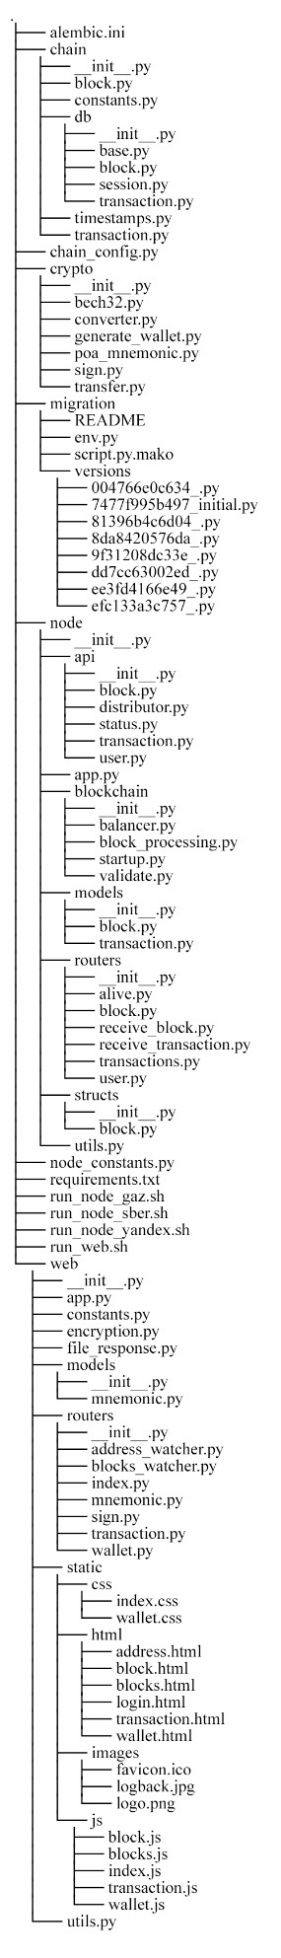 .
alembic.ini
chain
__init__.py
block.py
constants.py
db
__init__.py
base.py
block.py
session.py
transaction.py
timestamps.py
transaction.py
chain_config.py
crypto
__init__.py
bech32.py
converter.py
generate_wallet.py
poa_mnemonic.py
sign.py
transfer.py
migration
README
env.py
script.py.mako
versions
004766e0c634_.py
7477f995b497_initial.py
81396b4c6d04_.py
8da8420576da_.py
9f31208dc33e_.py
dd7cc63002ed_.py
ee3fd4166e49_.py
efc133a3c757_.py
node
__init__.py
api
__init__.py
block.py
distributor.py
status.py
transaction.py
user.py
app.py
blockchain
__init__.py
balancer.py
block_processing.py
startup.py
validate.py
models
__init__.py
block.py
transaction.py
routers
__init__.py
alive.py
block.py
receive_block.py
receive_transaction.py
transactions.py
user.py
structs
__init__.py
block.py
utils.py
node_constants.py
requirements.txt
run_node_gaz.sh
run_node_sber.sh
run_node_yandex.sh
run_web.sh
web
__init__.py
app.py
constants.py
encryption.py
file_response.py
models
__init__.py
mnemonic.py
routers
__init__.py
address_watcher.py
blocks_watcher.py
index.py
mnemonic.py
sign.py
transaction.py
wallet.py
static
css
index.css
wallet.css
html
address.html
block.html
blocks.html
login.html
transaction.html
wallet.html
images
favicon.ico
logback.jpg
logo.png
js
block.js
blocks.js
index.js
transaction.js
wallet.js
utils.py